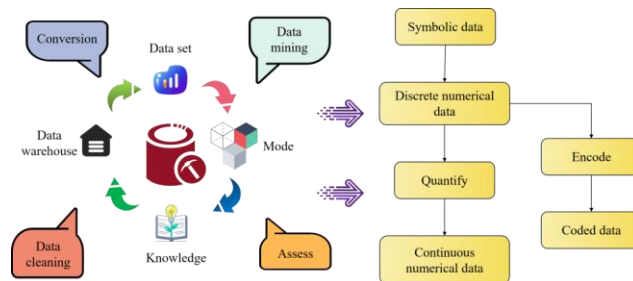 Conversion
Data set
Data
mining
Data
warehouse
Mode
Data
cleaning
Knowledge
Assess
Symbolic data
Discrete numerical
data
Quantify
Encode
Continuous
numerical data
Coded data